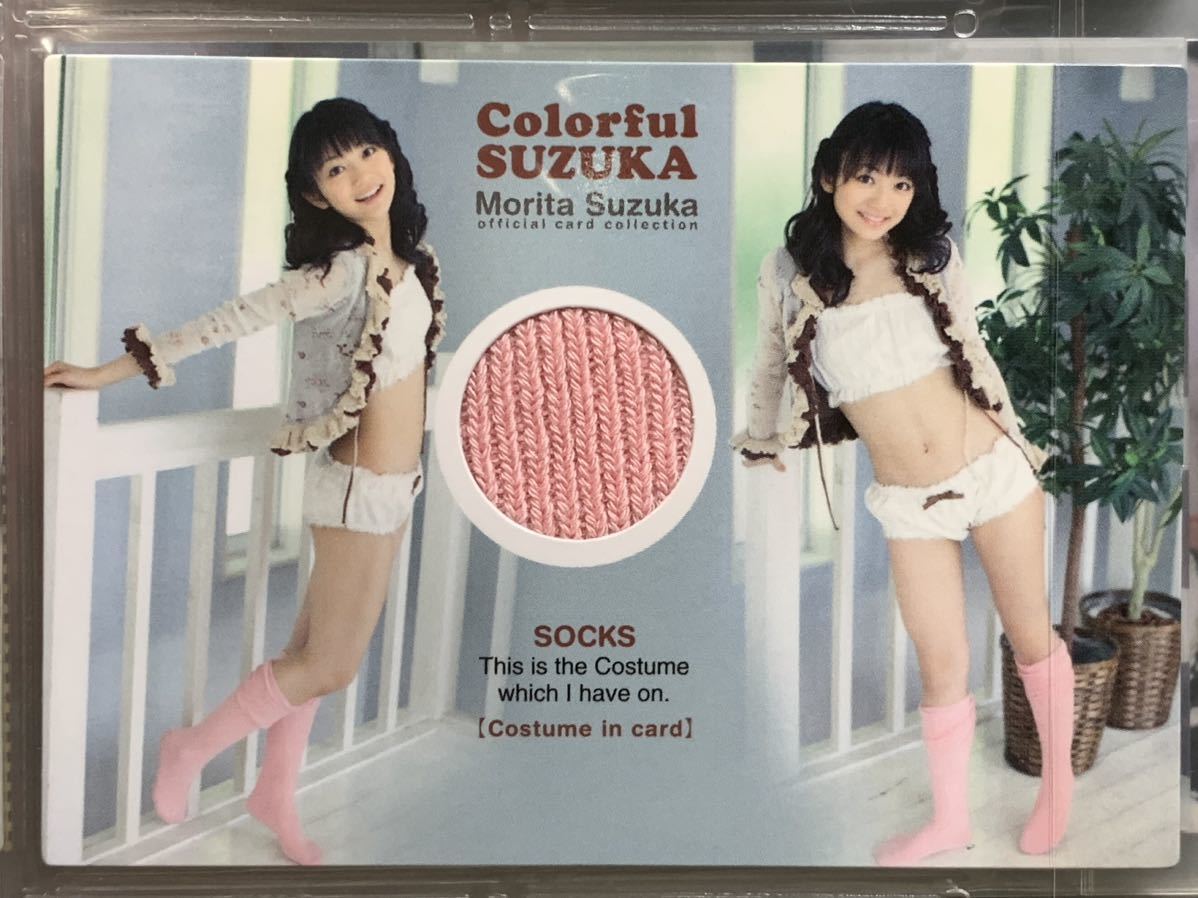 Colorful
SUZUKA
Morita Suzuka
official card collection
SOCKS
This is the Costume
which I have on.
【Costume in card】